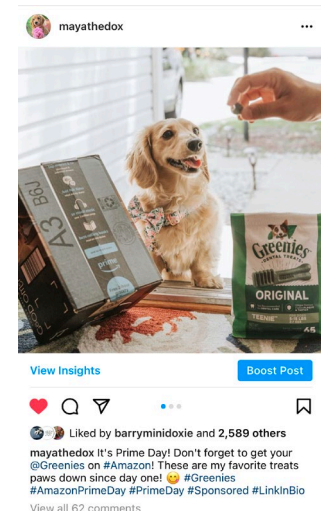 mayathedox
A3
B6J
prime
Greenies
DENTAL TREATS
ORIGINAL
TEENIE
View Insights
Boost Post
Liked by barryminidoxie and 2,589 others
mayathedox It's Prime Day! Don't forget to get your
@Greenies on #Amazon! These are my favorite treats
paws down since day one! 😋 #Greenies
#AmazonPrimeDay #PrimeDay #Sponsored #LinkInBio
View all 62 comments